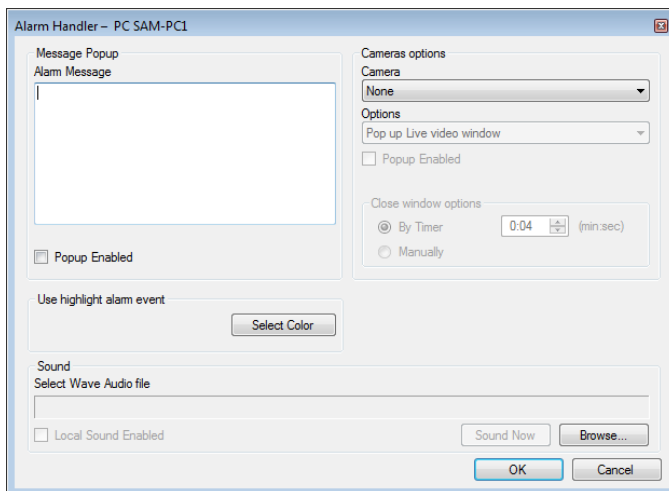 Alarm Handler – PC SAM-PC1
Message Popup
Alarm Message
Popup Enabled
Cameras options
Camera
None
Options
Pop up Live video window
Popup Enabled
Close window options
By Timer 0:04 (min:sec)
Manually
Use highlight alarm event
Select Color
Sound
Select Wave Audio file
Local Sound Enabled Sound Now Browse...
OK Cancel